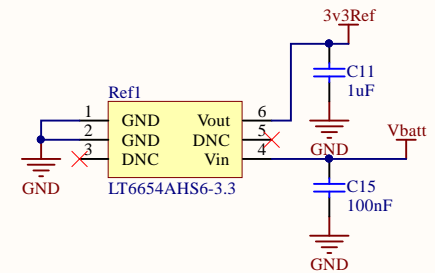 3v3Ref
C11
1uF
GND
Ref1
1 GND Vout 6
2 GND DNC 5
3 DNC Vin 4
LT6654AHS6-3.3
GND
Vbatt
C15
100nF
GND